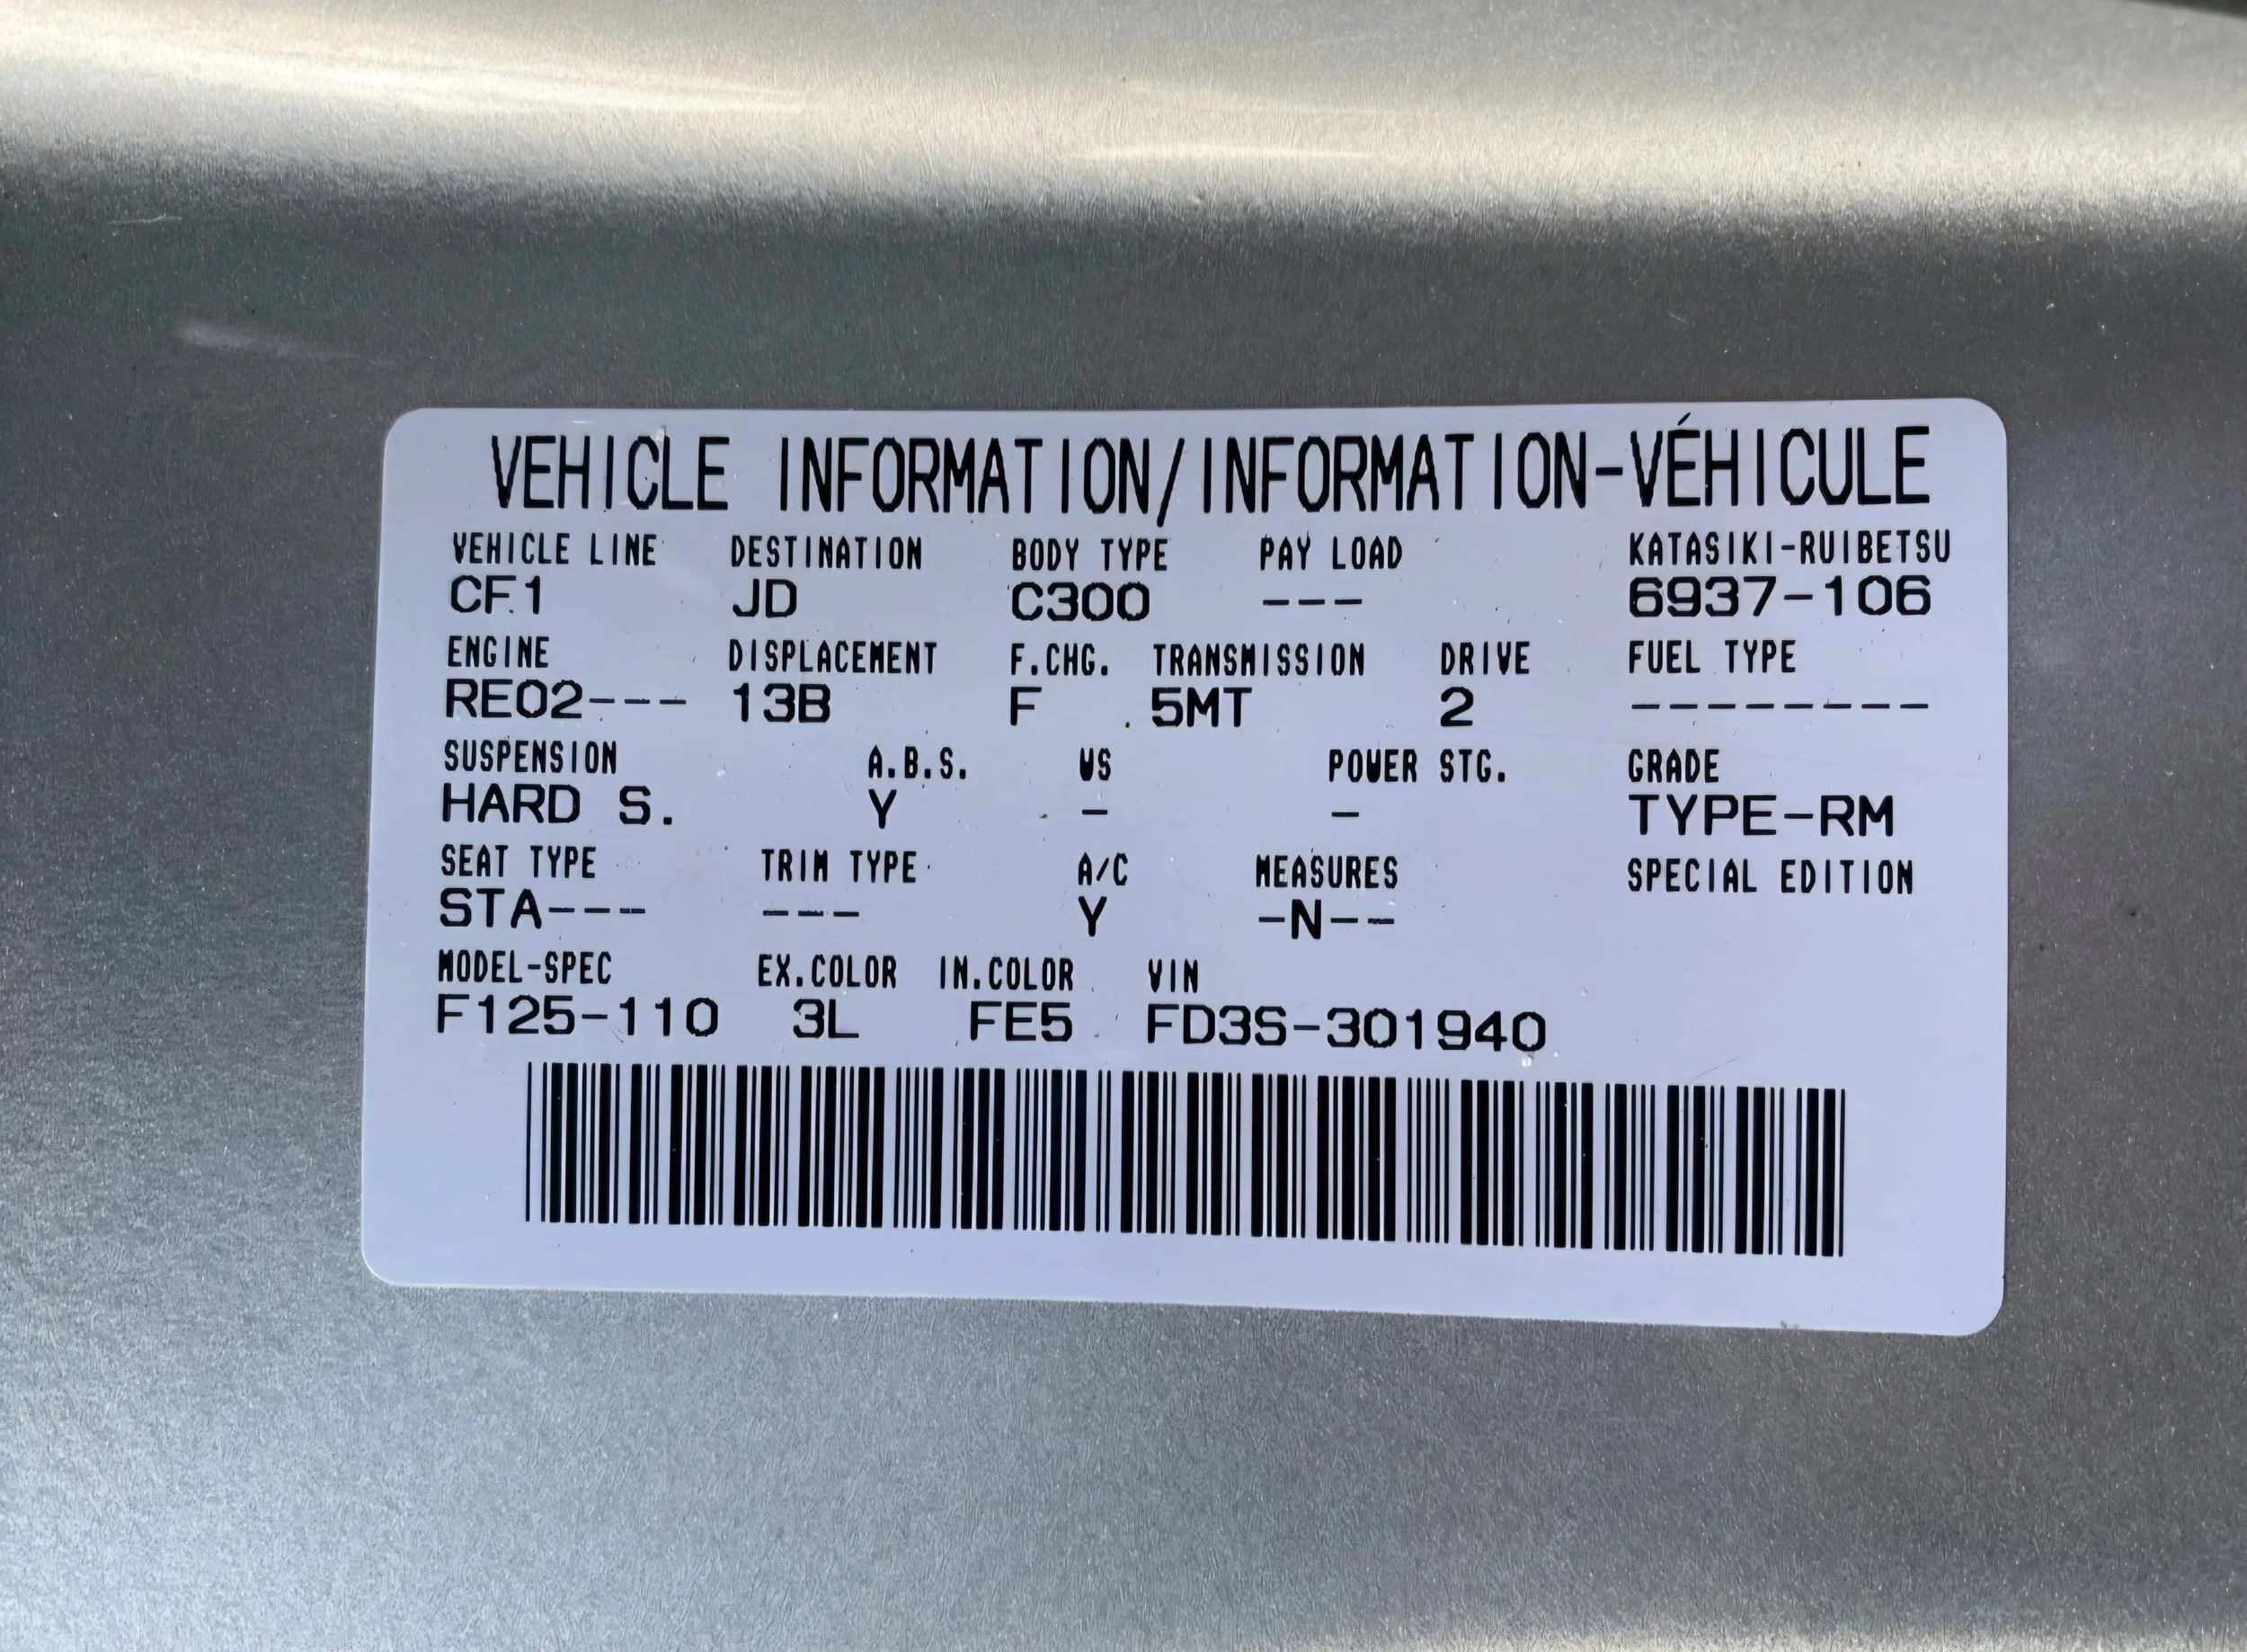 VEHICLE INFORMATION/INFORMATION-VÉHICULE
VEHICLE LINE DESTINATION BODY TYPE PAY LOAD KATASIKI-RUIBETSU
CF1 JD C300 --- 6937-106
ENGINE DISPLACEMENT F.CHG. TRANSMISSION DRIVE FUEL TYPE
RE02--- 13B F 5MT 2 --------
SUSPENSION A.B.S. WS POWER STG. GRADE
HARD S. Y - - TYPE-RM
SEAT TYPE TRIM TYPE A/C MEASURES SPECIAL EDITION
STA--- --- Y -N--
MODEL-SPEC EX.COLOR IN.COLOR VIN
F125-110 3L FE5 FD3S-301940